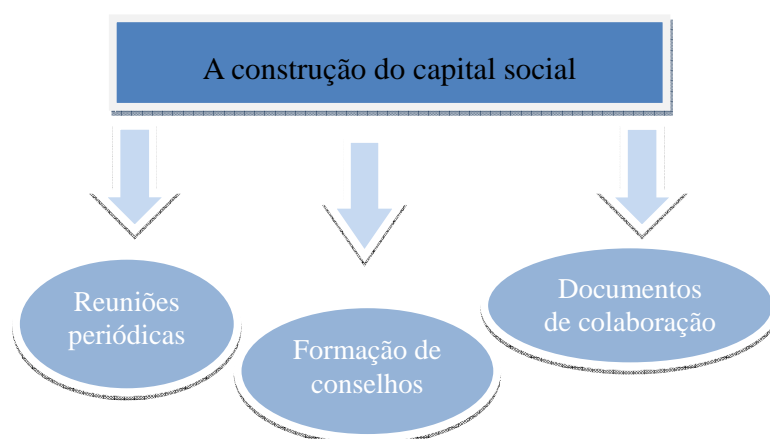 A construção do capital social
Reuniões
periódicas
Formação de
conselhos
Documentos
de colaboração